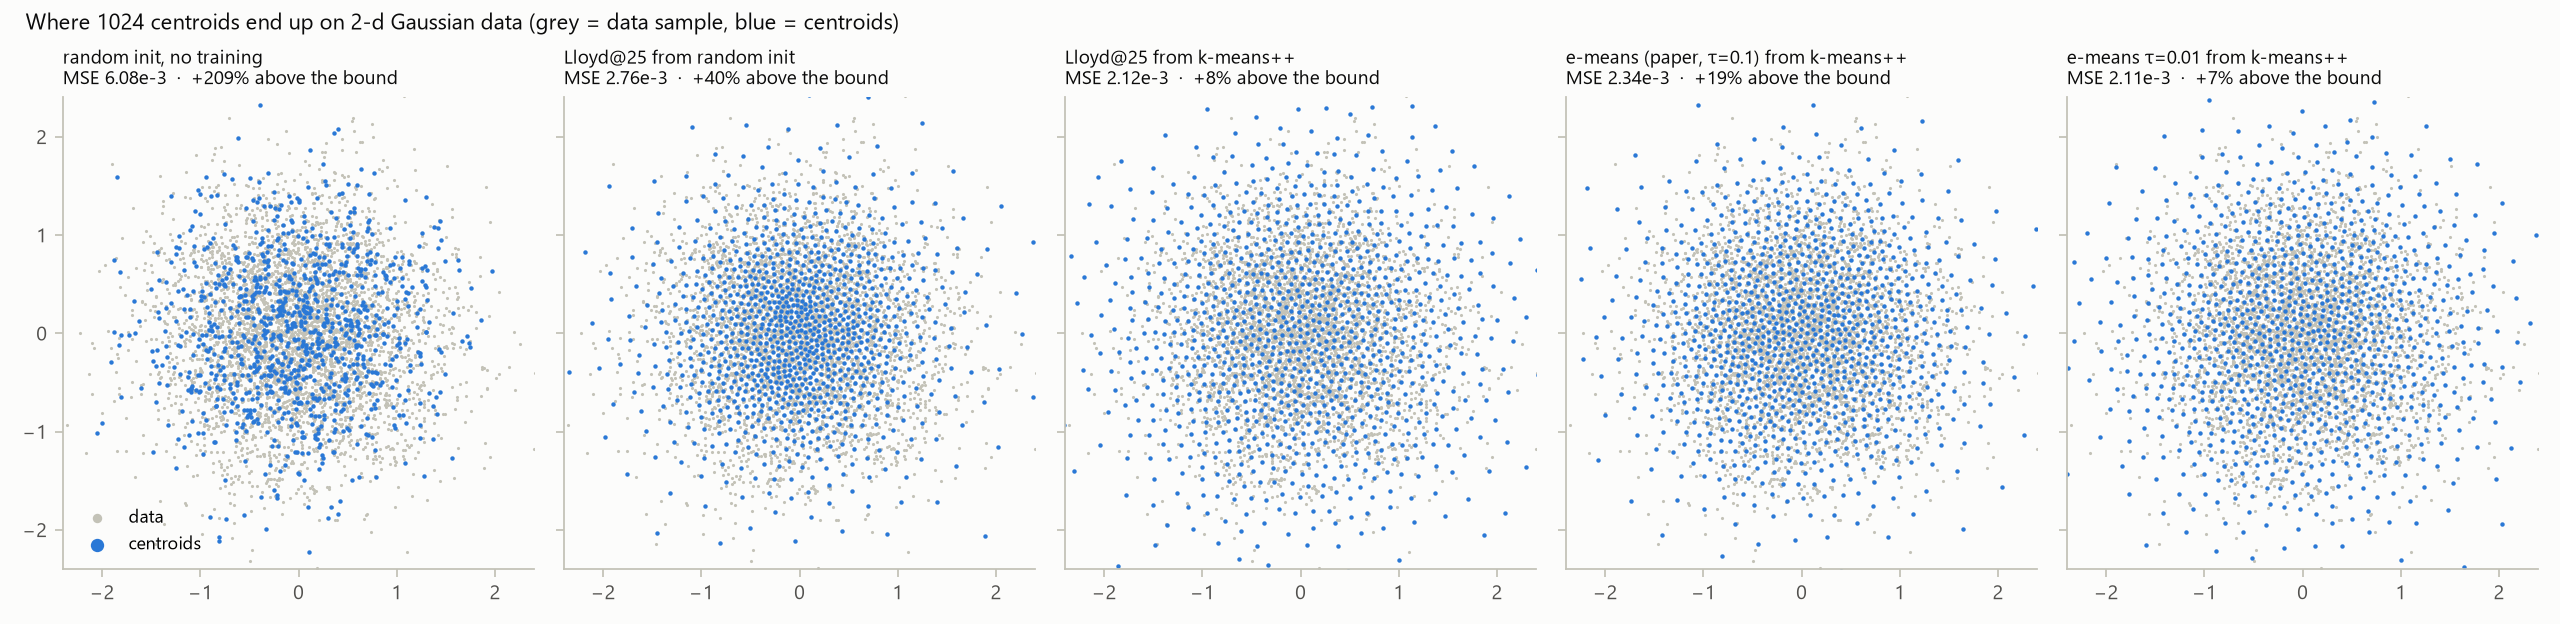 Where 1024 centroids end up on 2-d Gaussian data (grey = data sample, blue = centroids)
random init, no training
MSE 6.08e-3 · +209% above the bound
Lloyd@25 from random init
MSE 2.76e-3 · +40% above the bound
Lloyd@25 from k-means++
MSE 2.12e-3 · +8% above the bound
e-means (paper, τ=0.1) from k-means++
MSE 2.34e-3 · +19% above the bound
e-means τ=0.01 from k-means++
MSE 2.11e-3 · +7% above the bound
2
1
0
−1
−2
data
centroids
−2 −1 0 1 2
−2 −1 0 1 2
−2 −1 0 1 2
−2 −1 0 1 2
−2 −1 0 1 2